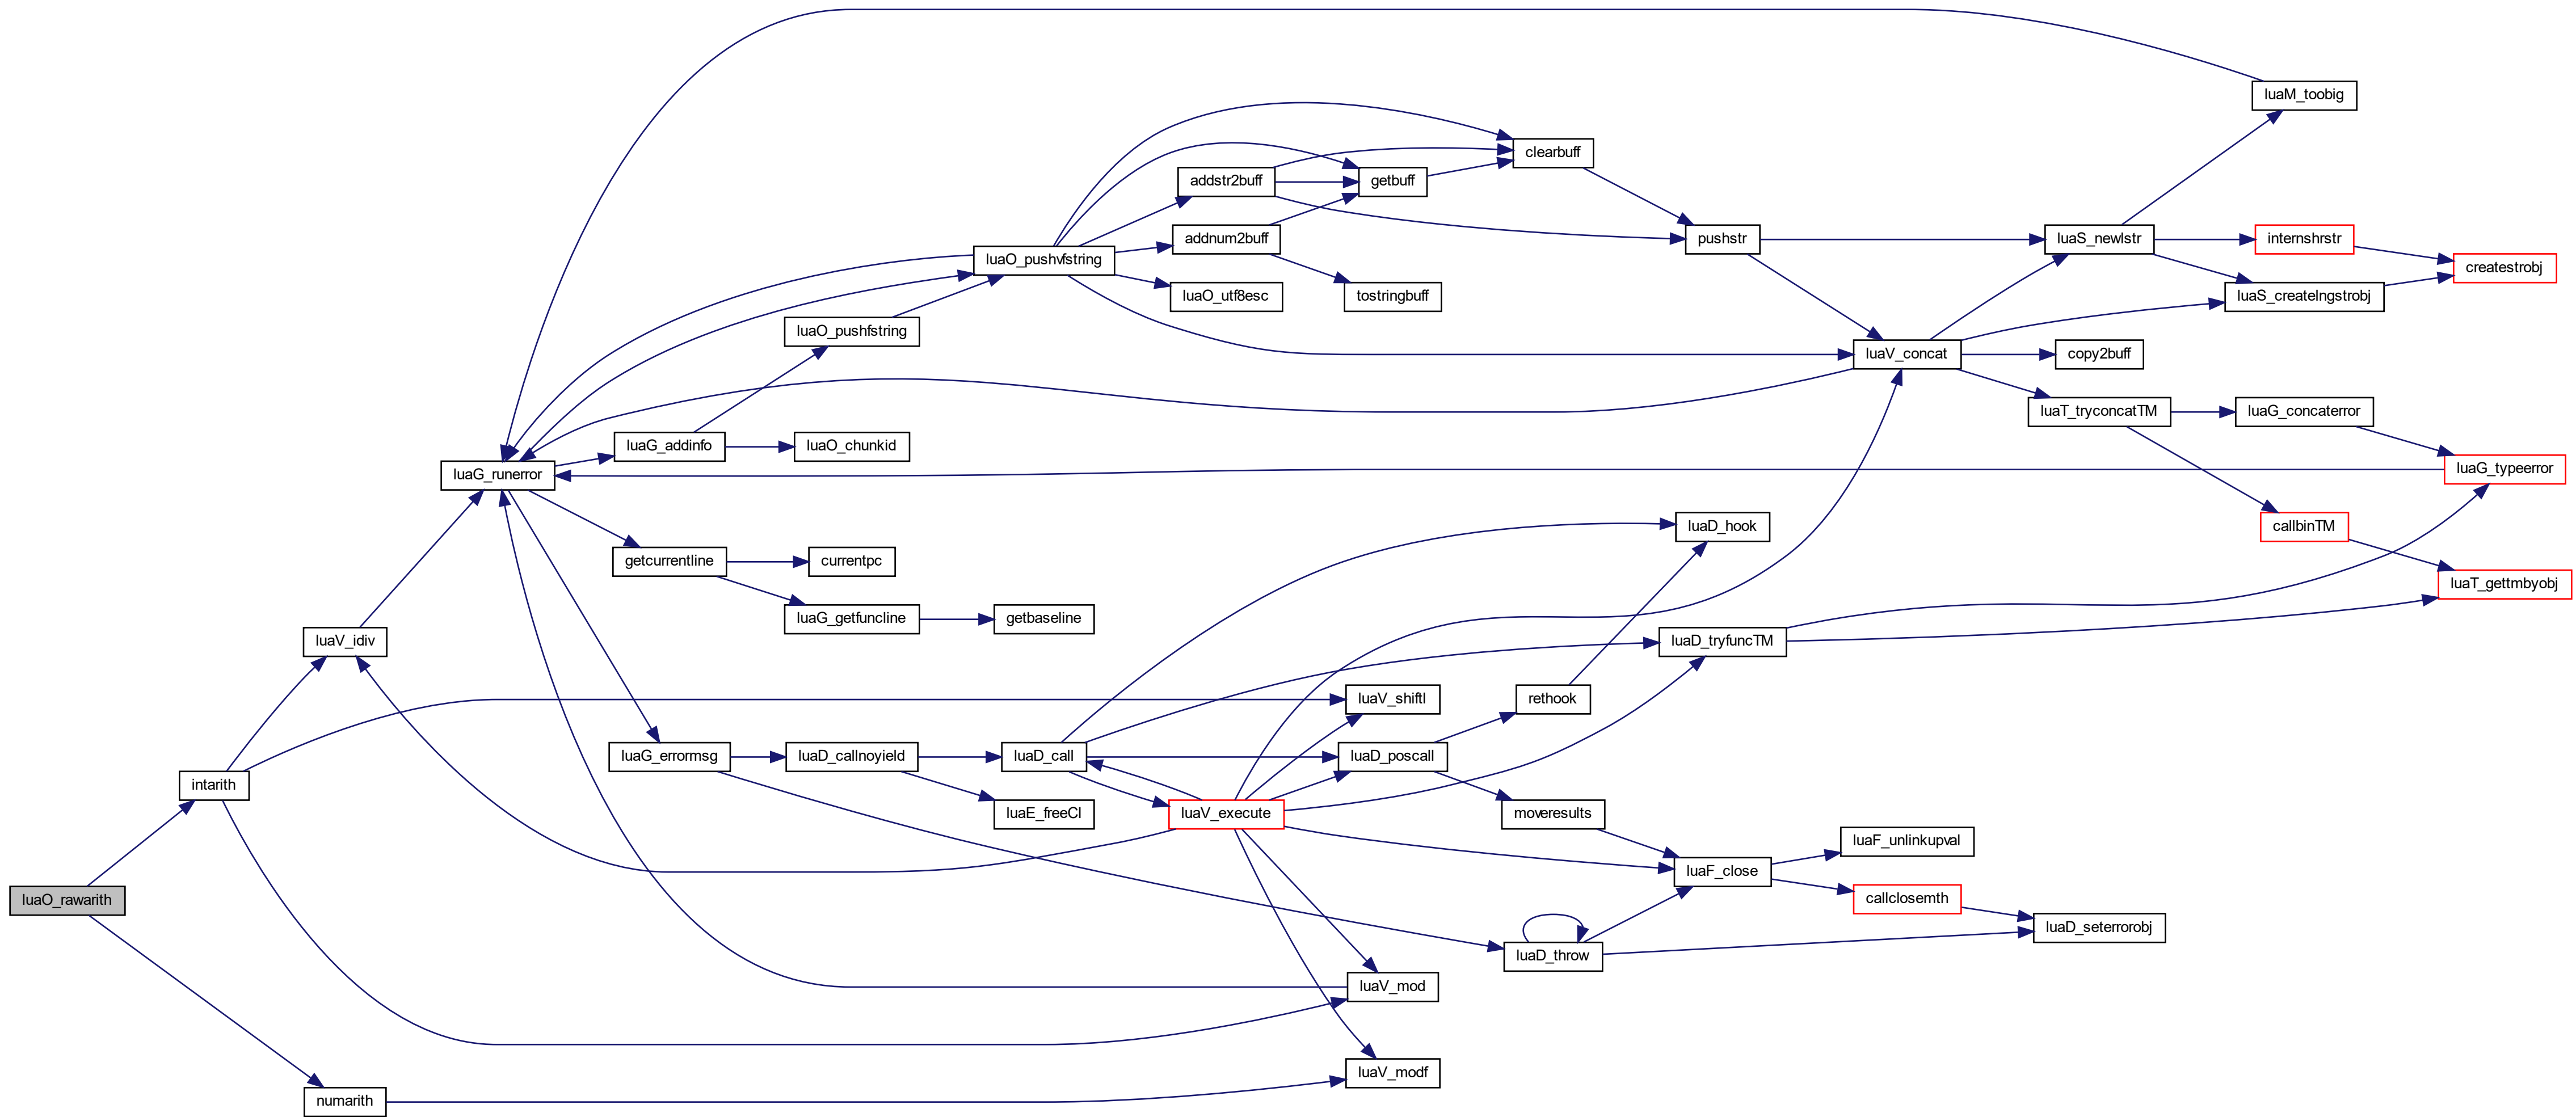 luaM_toobig
clearbuff
addstr2buff
getbuff
addnum2buff
pushstr
luaS_newlstr
internshrstr
luaO_pushvfstring
createstrobj
luaO_utf8esc
tostringbuff
luaS_createlngstrobj
luaO_pushfstring
luaV_concat
copy2buff
luaT_tryconcatTM
luaG_concaterror
luaG_addinfo
luaO_chunkid
luaG_runerror
luaG_typeerror
luaD_hook
callbinTM
getcurrentline
currentpc
luaT_gettmbyobj
luaG_getfuncline
getbaseline
luaV_idiv
luaD_tryfuncTM
luaV_shiftl
rethook
luaG_errormsg
luaD_callnoyield
luaD_call
luaD_poscall
intarith
luaE_freeCI
luaV_execute
moveresults
luaF_unlinkupval
luaF_close
luaO_rawarith
callclosemth
luaD_seterrorobj
luaD_throw
luaV_mod
luaV_modf
numarith